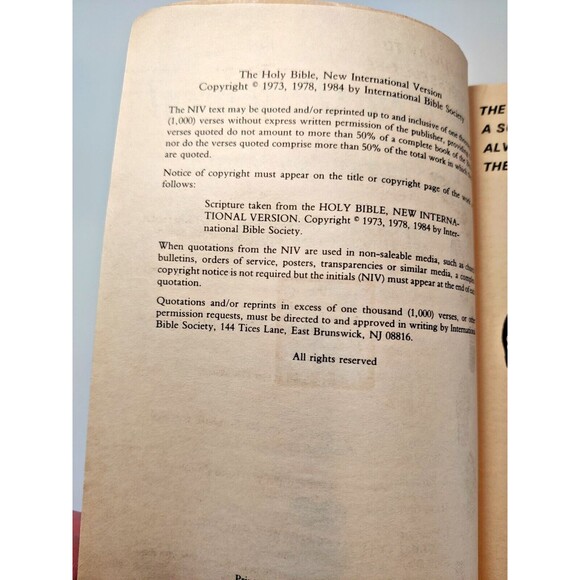 The Holy Bible, New International Version
Copyright © 1973, 1978, 1984 by International Bible Society
The NIV text may be quoted and/or reprinted up to and inclusive of one
(1,000) verses without express written permission of the publisher,
verses quoted do not amount to more than 50% of a complete book of the
nor do the verses quoted comprise more than 50% of the total work in which
are quoted.
Notice of copyright must appear on the title or copyright page of the work
follows:
Scripture taken from the HOLY BIBLE, NEW INTERNA-
TIONAL VERSION. Copyright © 1973, 1978, 1984 by Inter-
national Bible Society.
When quotations from the NIV are used in non-saleable media, such as
bulletins, orders of service, posters, transparencies or similar media, a
copyright notice is not required but the initials (NIV) must appear at the end of
quotation.
Quotations and/or reprints in excess of one thousand (1,000) verses, or
permission requests, must be directed to and approved in writing by International
Bible Society, 144 Tices Lane, East Brunswick, NJ 08816.
All rights reserved
THE
A
THE